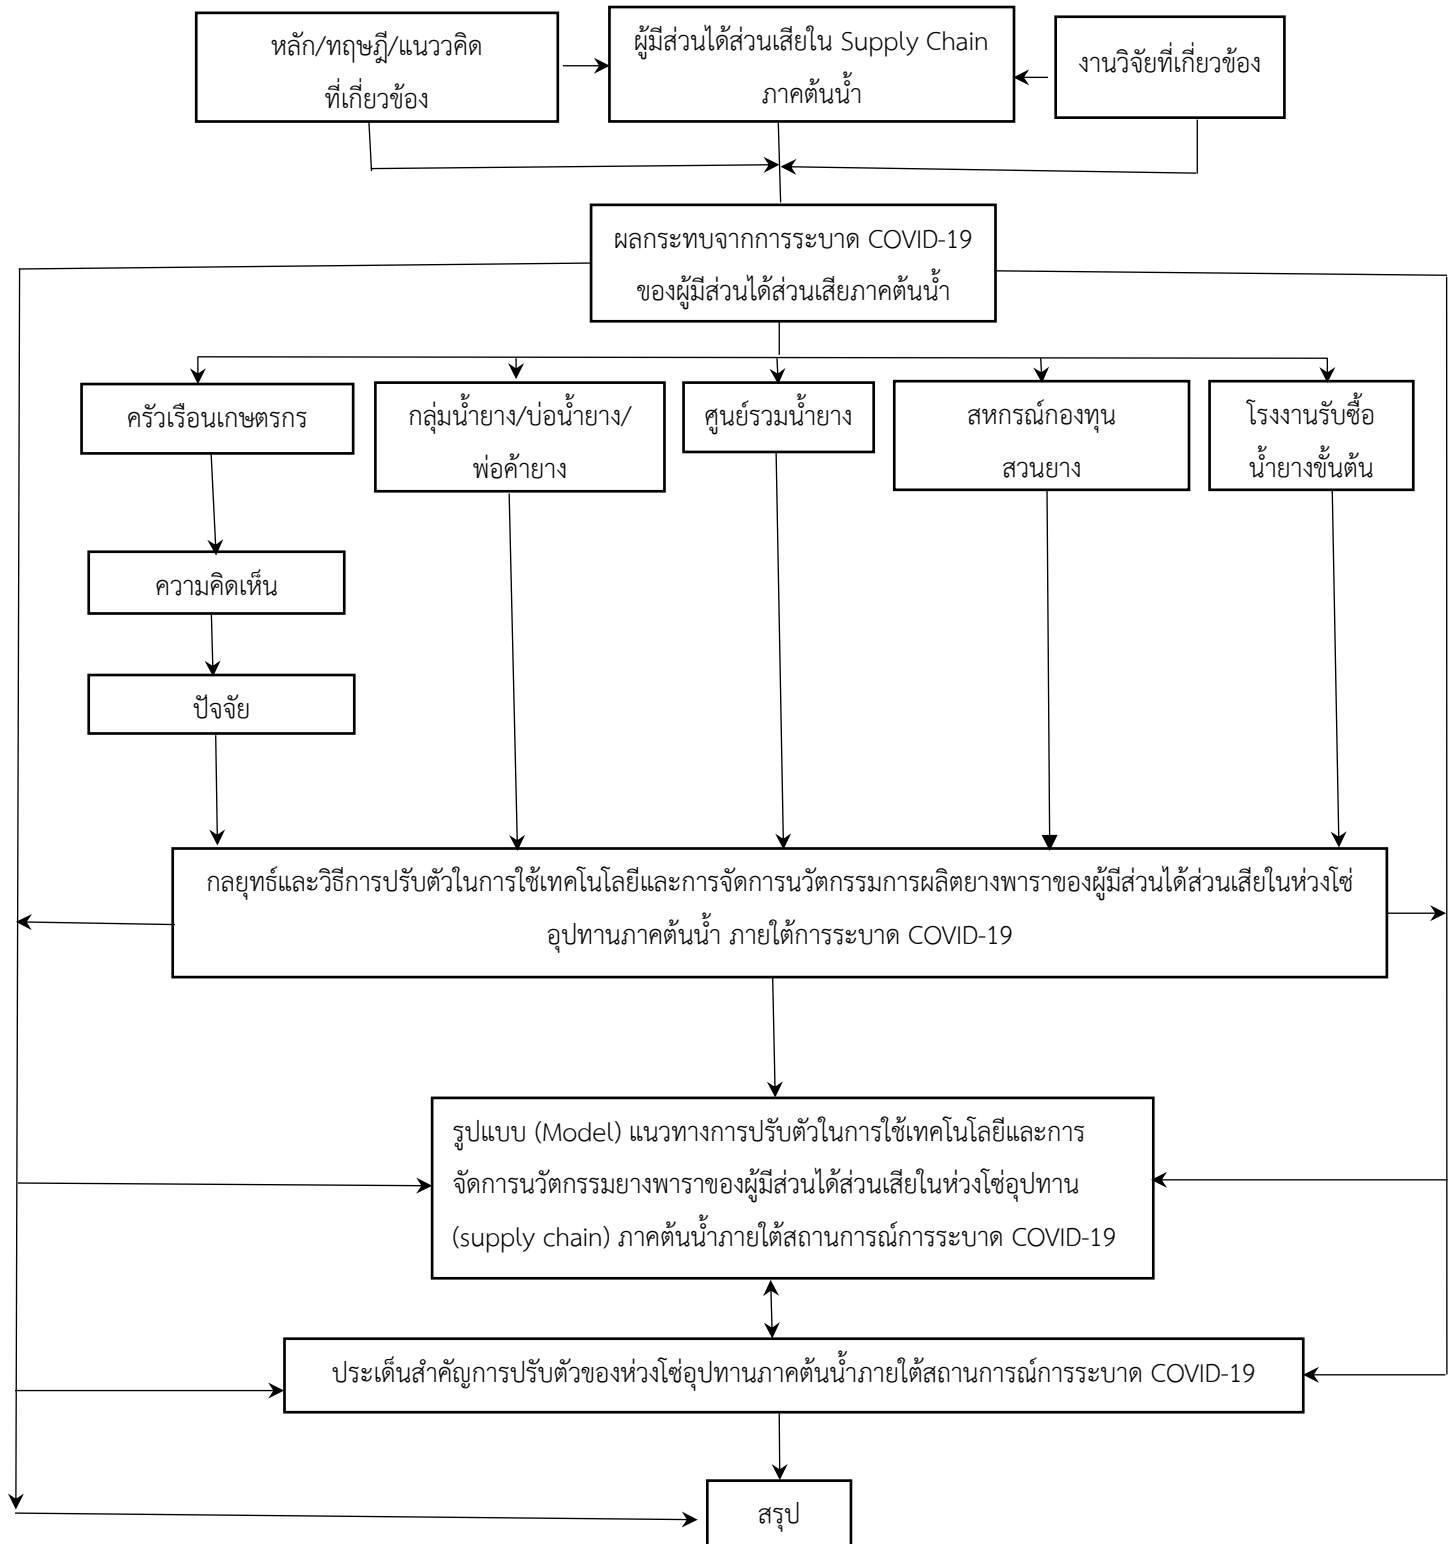 หลัก/ทฤษฎี/แนววคิด
ที่เกี่ยวข้อง
ผู้มีส่วนได้ส่วนเสียใน Supply Chain
ภาคต้นน้ำ
งานวิจัยที่เกี่ยวข้อง
ผลกระทบจากการระบาด COVID-19
ของผู้มีส่วนได้ส่วนเสียภาคต้นน้ำ
ครัวเรือนเกษตรกร
กลุ่มน้ำยาง/บ่อน้ำยาง/
พ่อค้ายาง
ศูนย์รวมน้ำยาง
สหกรณ์กองทุน
สวนยาง
โรงงานรับซื้อ
น้ำยางขั้นต้น
ความคิดเห็น
ปัจจัย
กลยุทธ์และวิธีการปรับตัวในการใช้เทคโนโลยีและการจัดการนวัตกรรมการผลิตยางพาราของผู้มีส่วนได้ส่วนเสียในห่วงโซ่
อุปทานภาคต้นน้ำ ภายใต้การระบาด COVID-19
รูปแบบ (Model) แนวทางการปรับตัวในการใช้เทคโนโลยีและการ
จัดการนวัตกรรมยางพาราของผู้มีส่วนได้ส่วนเสียในห่วงโซ่อุปทาน
(supply chain) ภาคต้นน้ำภายใต้สถานการณ์การระบาด COVID-19
ประเด็นสำคัญการปรับตัวของห่วงโซ่อุปทานภาคต้นน้ำภายใต้สถานการณ์การระบาด COVID-19
สรุป